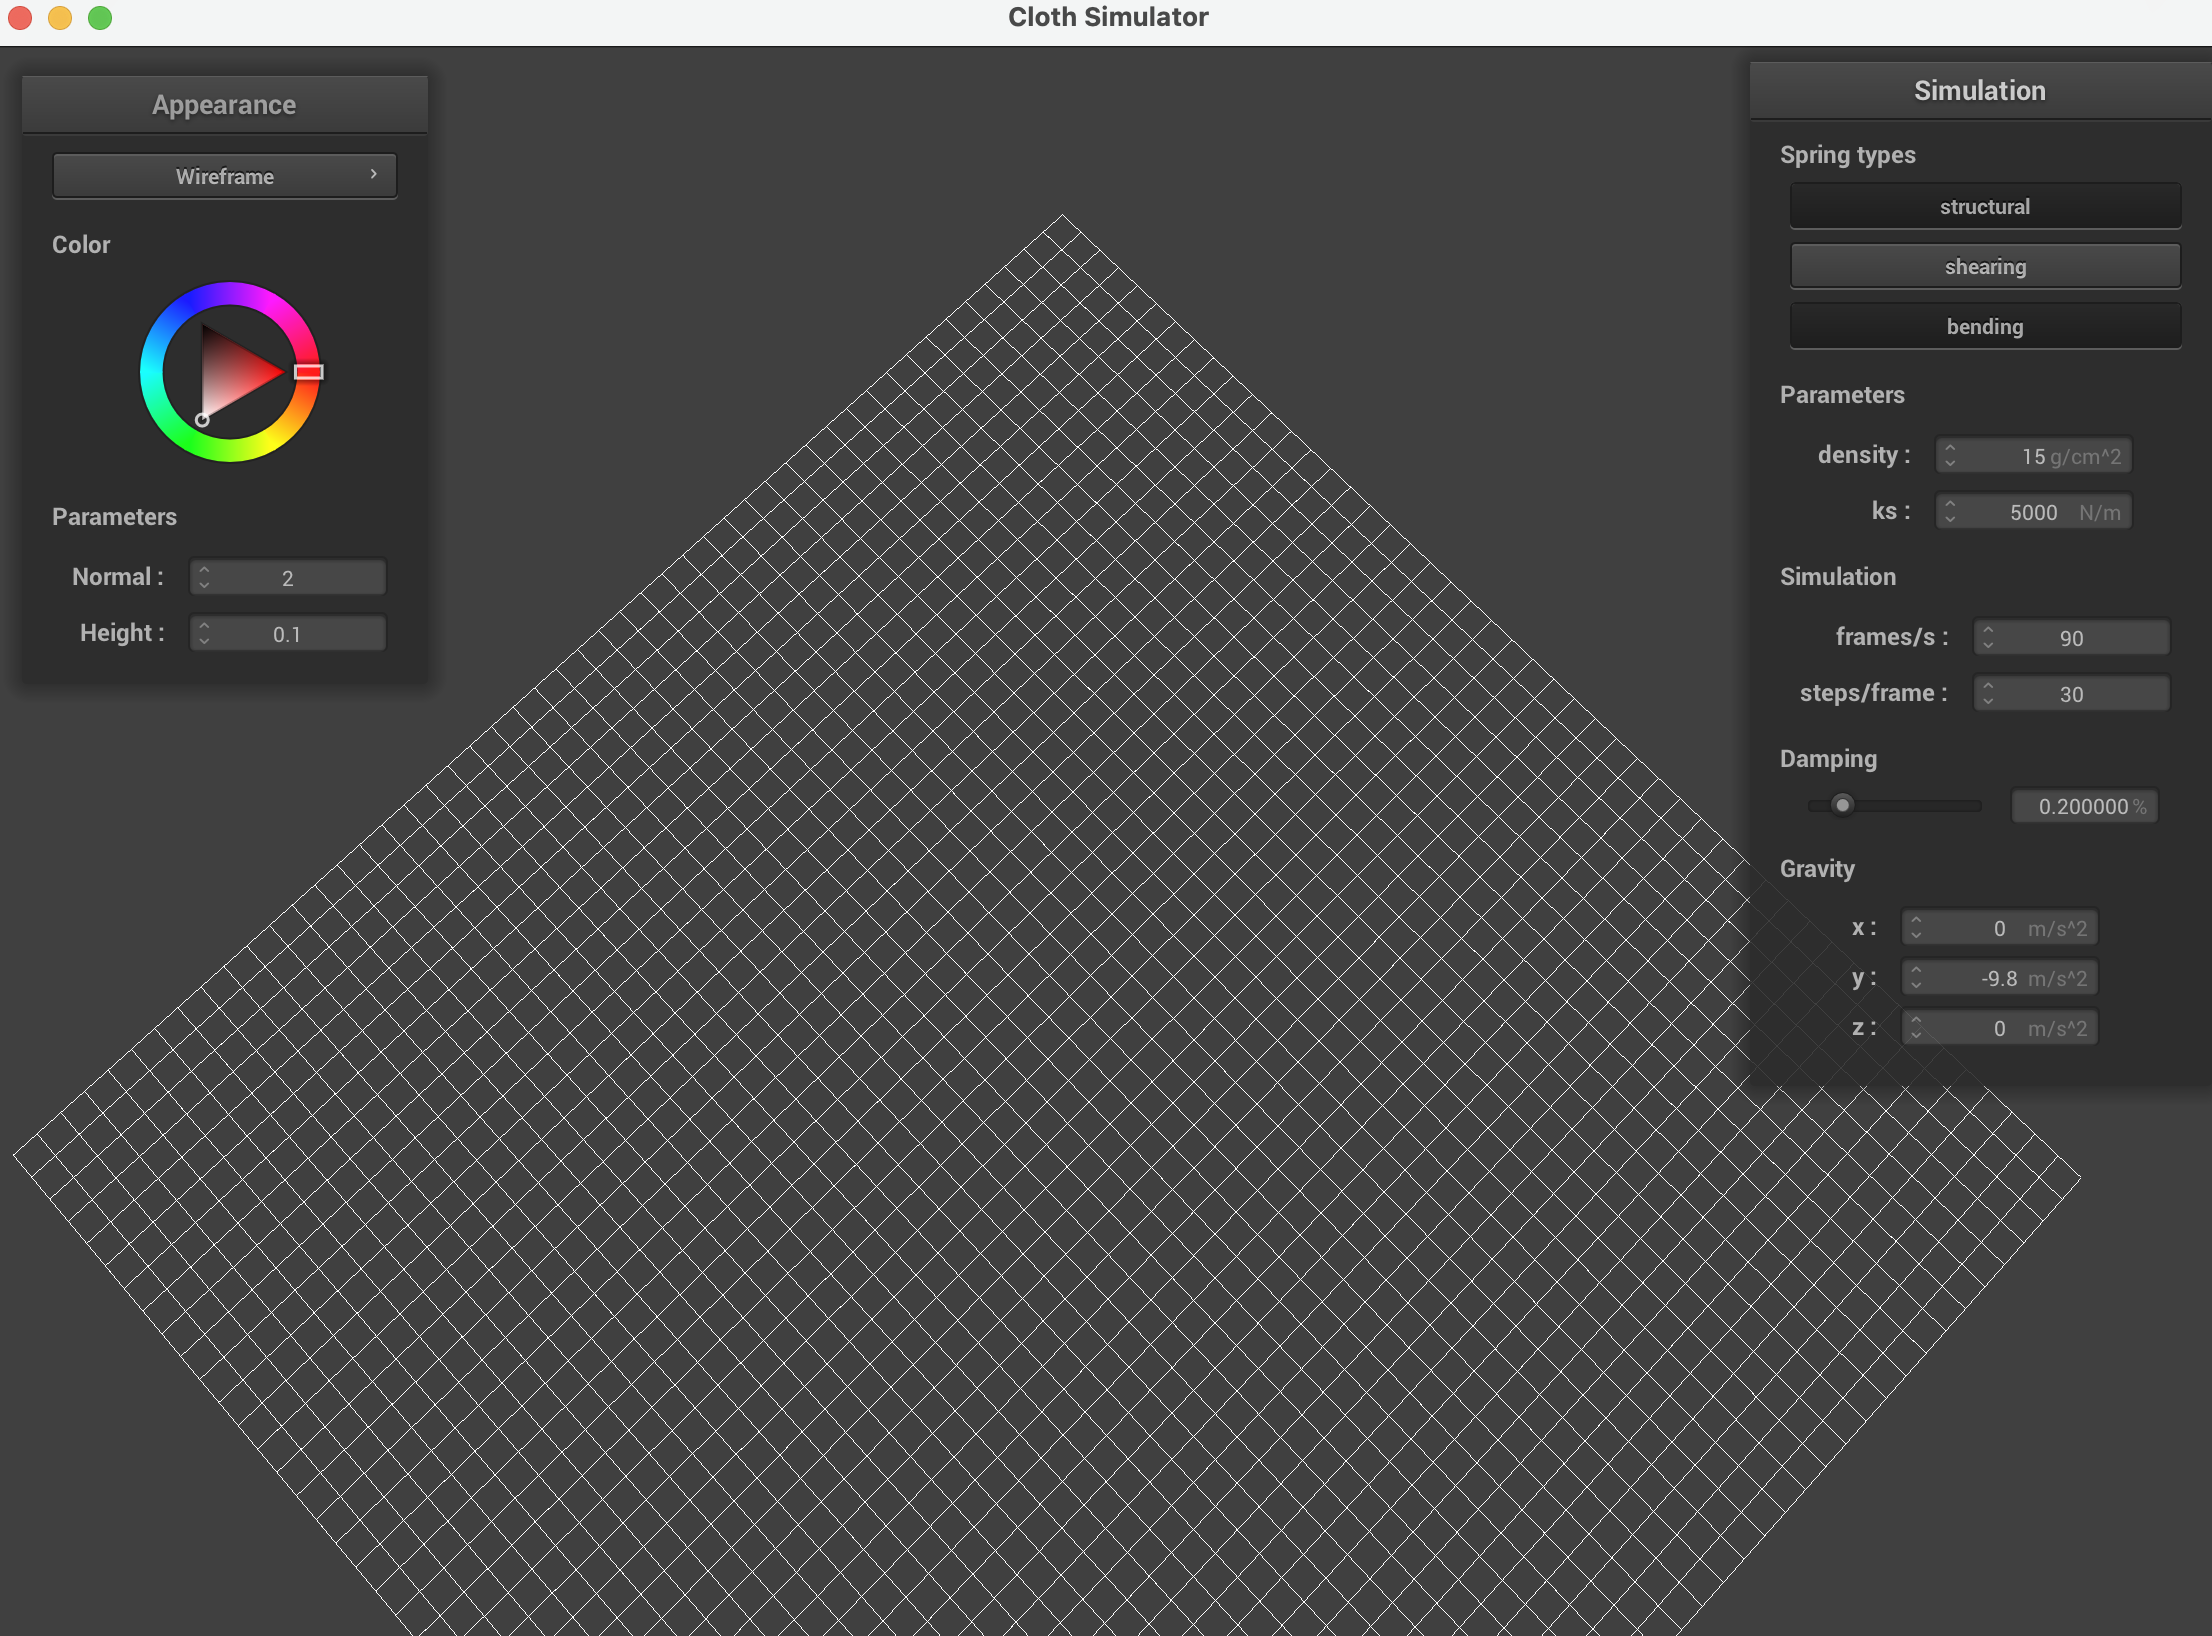 Cloth Simulator
Appearance
Wireframe
Color
Parameters
Normal : 2
Height : 0.1
Simulation
Spring types
structural
shearing
bending
Parameters
density : 15 g/cm^2
ks : 5000 N/m
Simulation
frames/s : 90
steps/frame : 30
Damping
0.200000 %
Gravity
x : 0 m/s^2
y : -9.8 m/s^2
z : 0 m/s^2